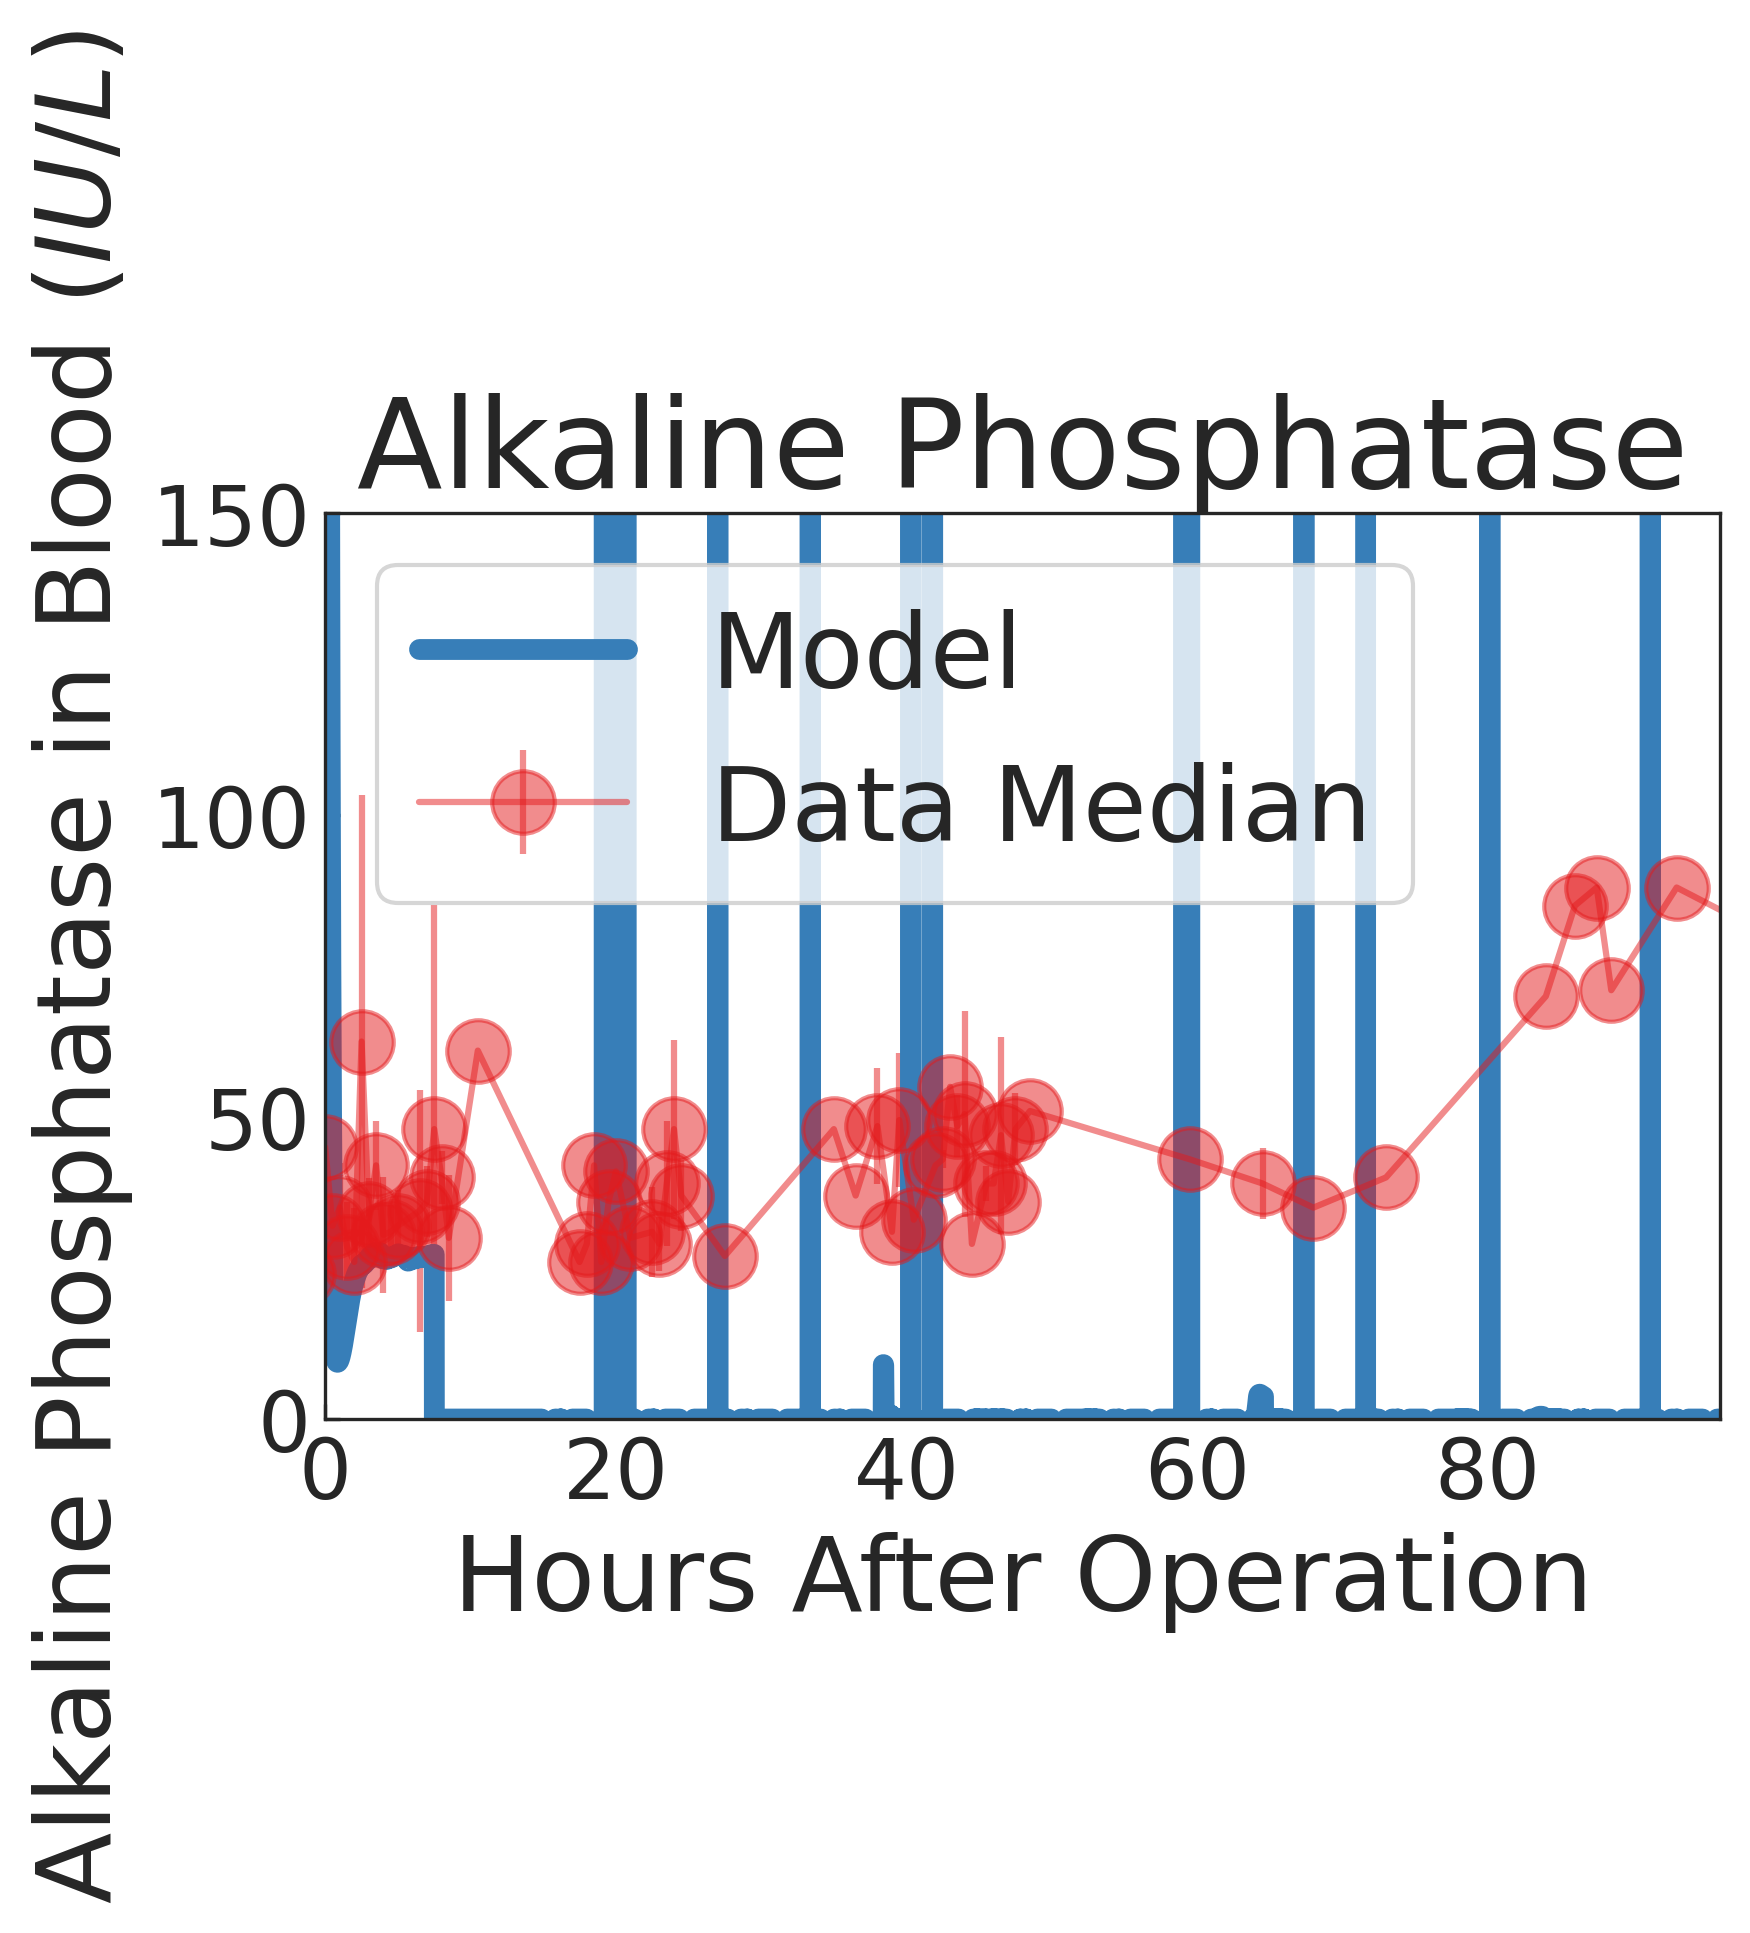 Alkaline Phosphatase
Alkaline Phosphatase in Blood (IU/L)
150
100
50
0
Model
Data Median
0 20 40 60 80
Hours After Operation